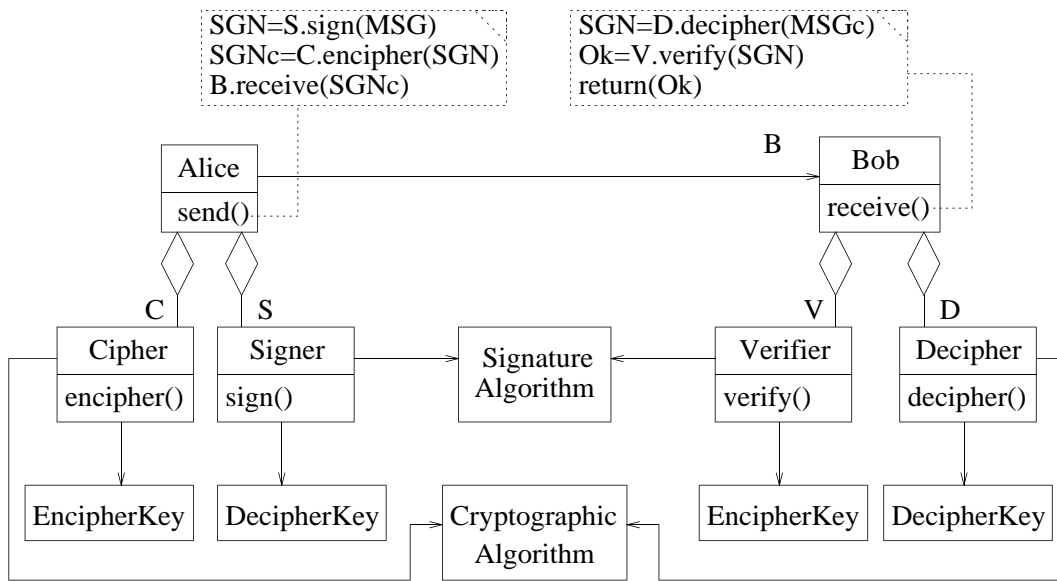 SGN=S.sign(MSG)
SGNc=C.encipher(SGN)
B.receive(SGNc)
SGN=D.decipher(MSGc)
Ok=V.verify(SGN)
return(Ok)
Alice
send()
B
Bob
receive()
C
S
V
D
Cipher
encipher()
Signer
sign()
Signature
Algorithm
Verifier
verify()
Decipher
decipher()
EncipherKey
DecipherKey
Cryptographic
Algorithm
EncipherKey
DecipherKey